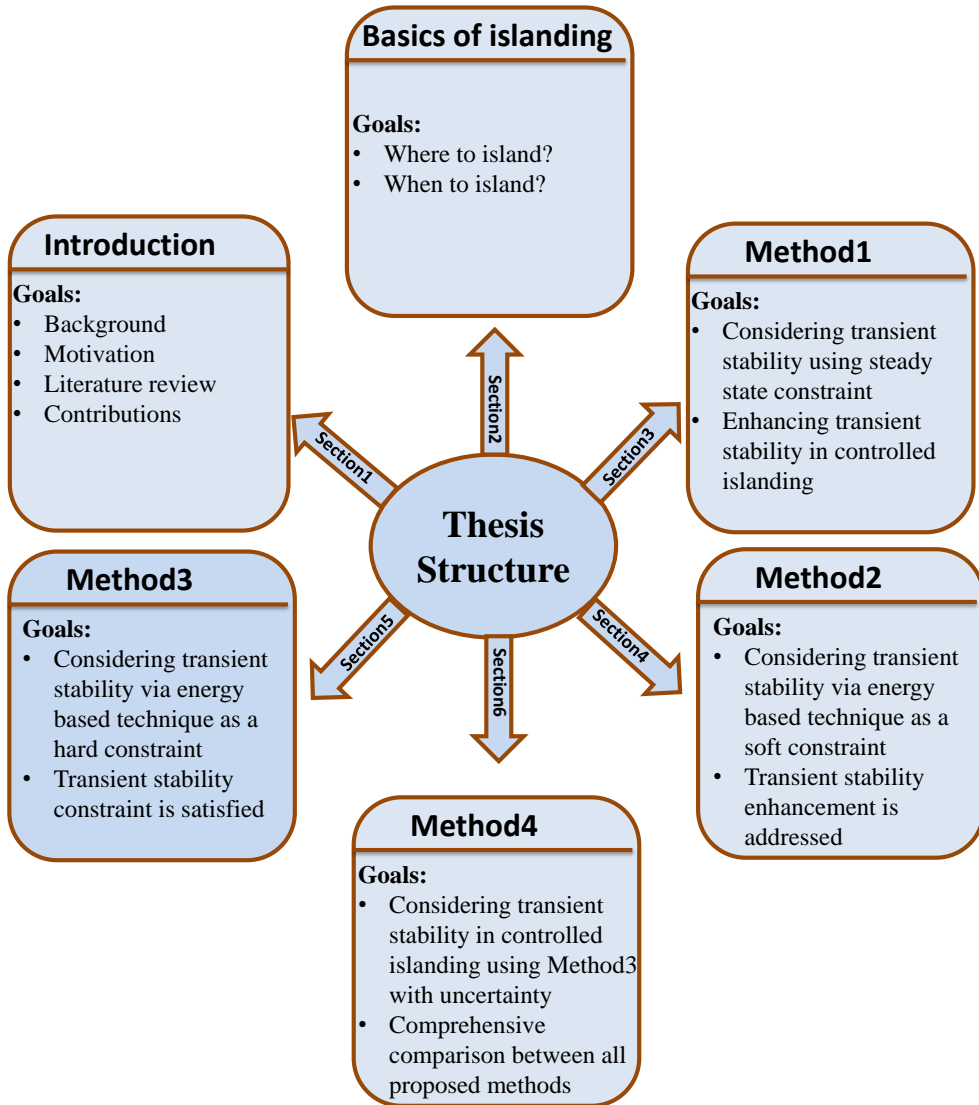 Basics of islanding
Goals:
• Where to island?
• When to island?
Introduction
Goals:
• Background
• Motivation
• Literature review
• Contributions
Method1
Goals:
• Considering transient
stability using steady
state constraint
• Enhancing transient
stability in controlled
islanding
Section1
Section2
Section3
Thesis
Structure
Section5
Section6
Section4
Method3
Goals:
• Considering transient
stability via energy
based technique as a
hard constraint
• Transient stability
constraint is satisfied
Method2
Goals:
• Considering transient
stability via energy
based technique as a
soft constraint
• Transient stability
enhancement is
addressed
Method4
Goals:
• Considering transient
stability in controlled
islanding using Method3
with uncertainty
• Comprehensive
comparison between all
proposed methods